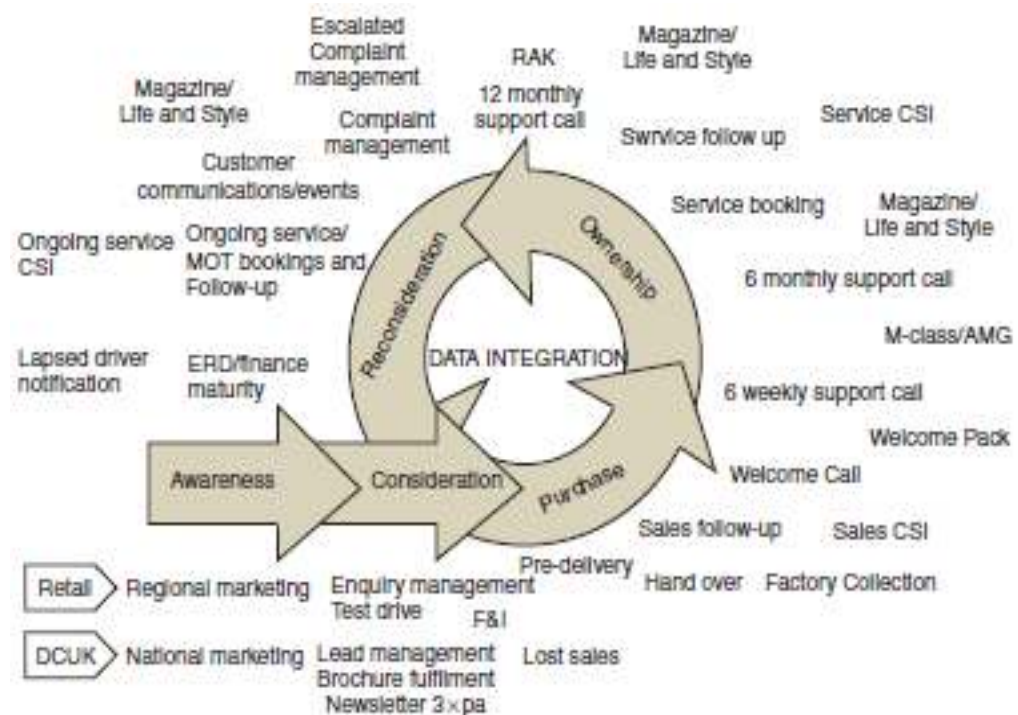 Escalated
Complaint
management
RAK
12 monthly
support call
Magazine/
Life and Style
Magazine/
Life and Style
Complaint
management
Swrvice follow up
Service CSI
Customer
communications/events
Service booking
Magazine/
Life and Style
Ongoing service
CSI
Ongoing service/
MOT bookings and
Follow-up
Reconsideration
Ownership
6 monthly support call
DATA INTEGRATION
M-class/AMG
Lapsed driver
notification
ERD/finance
maturity
6 weekly support call
Welcome Pack
Awareness
Consideration
Purchase
Welcome Call
Sales follow-up
Sales CSI
Pre-delivery
Hand over
Factory Collection
Retail
Regional marketing
Enquiry management
Test drive
F&I
DCUK
National marketing
Lead management
Brochure fulfilment
Newsletter 3×pa
Lost sales